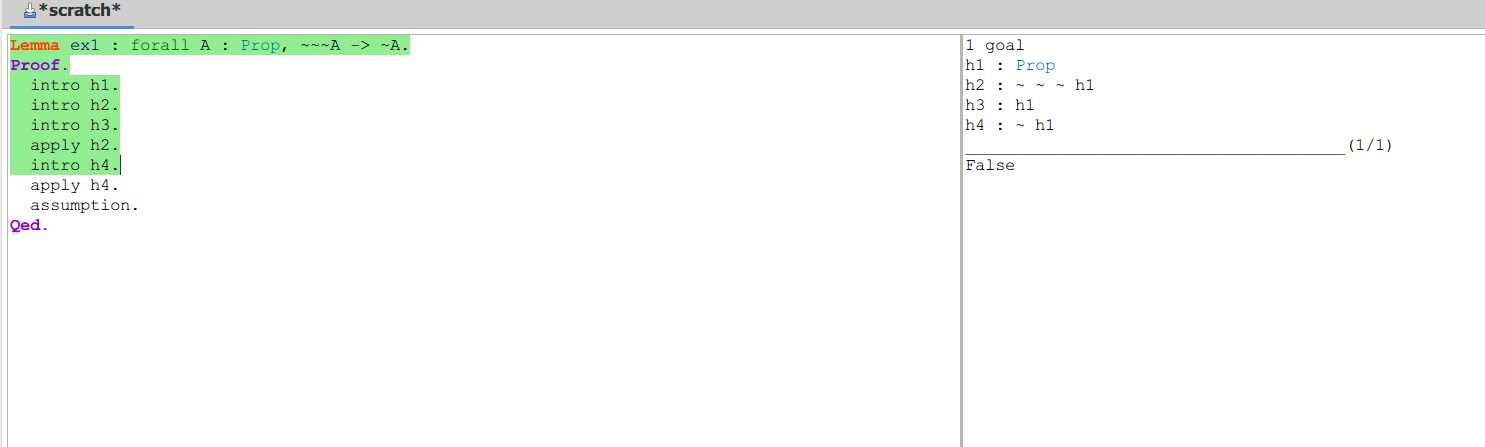 *scratch*
Lemma ex1 : forall A : Prop, ~~~A -> ~A.
Proof.
  intro h1.
  intro h2.
  intro h3.
  apply h2.
  intro h4.
  apply h4.
  assumption.
Qed.
1 goal
h1 : Prop
h2 : ~ ~ ~ h1
h3 : h1
h4 : ~ h1
______________________________________(1/1)
False